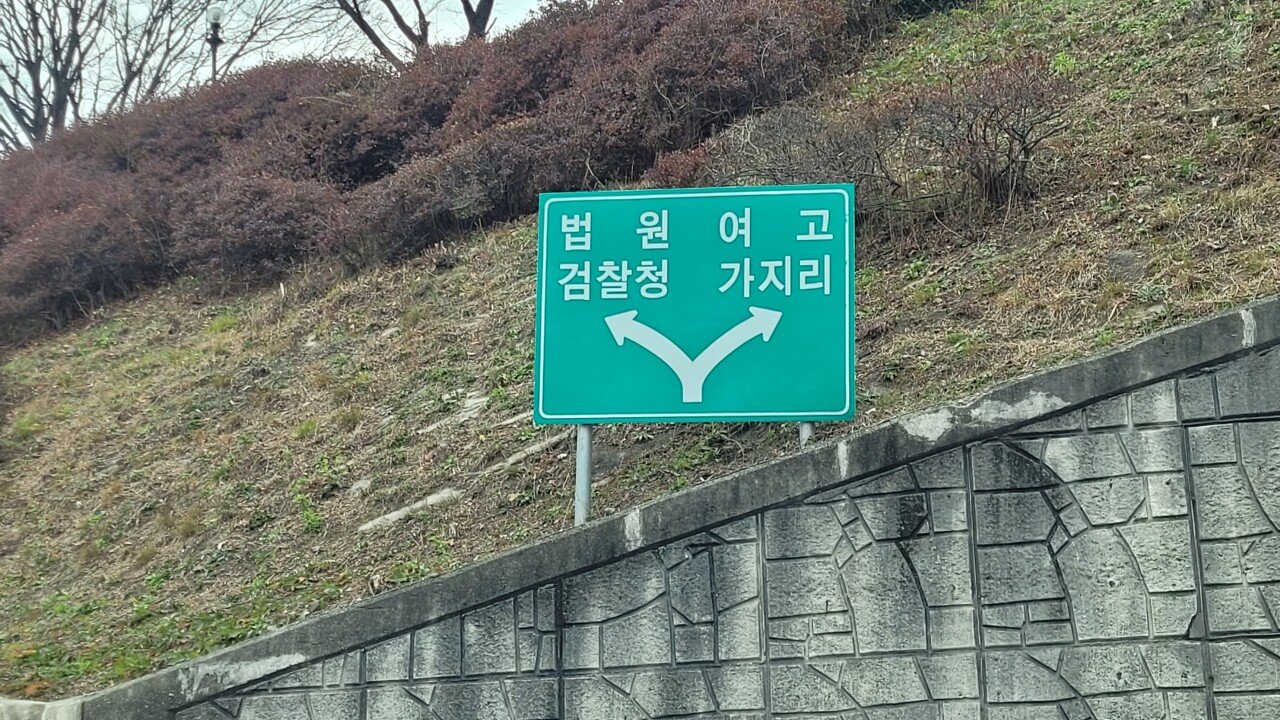 법 원 여 고
검찰청 가지리